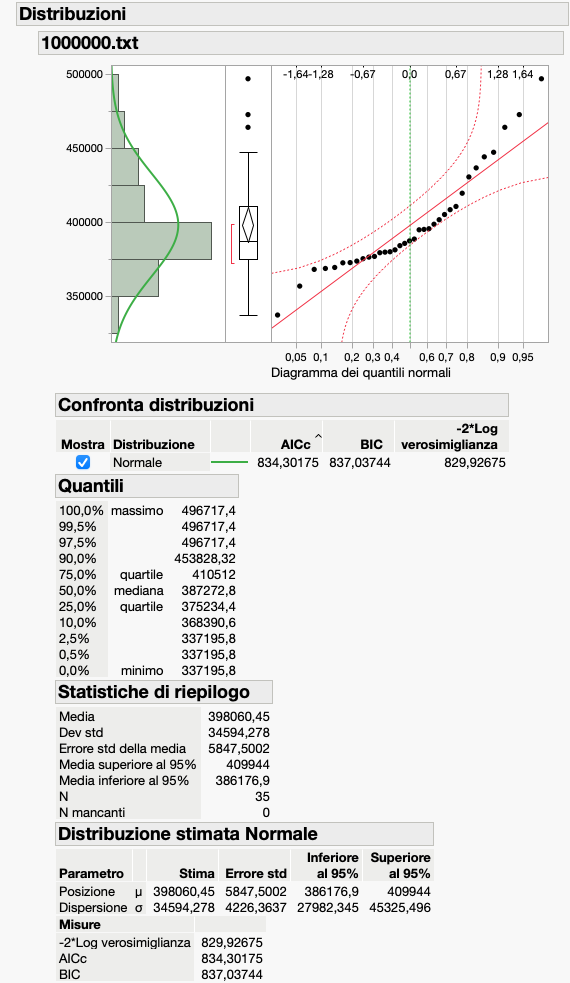 Distribuzioni
1000000.txt
-1,64 -1,28 -0,67 0,0 0,67 1,28 1,64
500000
450000
400000
350000
0,05 0,1 0,2 0,3 0,4 0,6 0,7 0,8 0,9 0,95
Diagramma dei quantili normali
Confronta distribuzioni
Mostra Distribuzione AICc ^ BIC -2*Log verosimiglianza
Normale 834,30175 837,03744 829,92675
Quantili
100,0% massimo 496717,4
99,5% 496717,4
97,5% 496717,4
90,0% 453828,32
75,0% quartile 410512
50,0% mediana 387272,8
25,0% quartile 375234,4
10,0% 368390,6
2,5% 337195,8
0,5% 337195,8
0,0% minimo 337195,8
Statistiche di riepilogo
Media 398060,45
Dev std 34594,278
Errore std della media 5847,5002
Media superiore al 95% 409944
Media inferiore al 95% 386176,9
N 35
N mancanti 0
Distribuzione stimata Normale
Parametro Stima Errore std Inferiore al 95% Superiore al 95%
Posizione μ 398060,45 5847,5002 386176,9 409944
Dispersione σ 34594,278 4226,3637 27982,345 45325,496
Misure
-2*Log verosimiglianza 829,92675
AICc 834,30175
BIC 837,03744